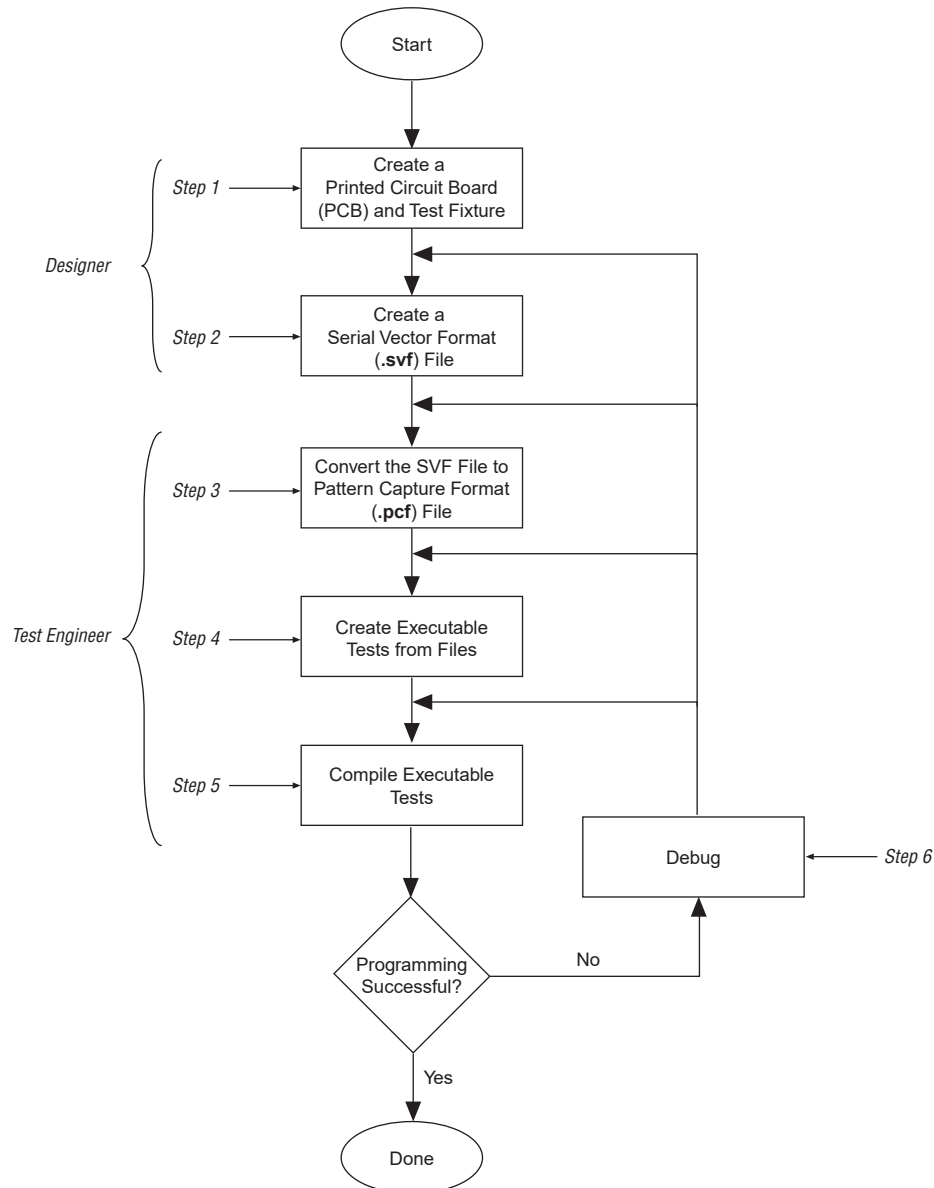 Start
Step 1
Create a
Printed Circuit Board
(PCB) and Test Fixture
Designer
Step 2
Create a
Serial Vector Format
(.svf) File
Step 3
Convert the SVF File to
Pattern Capture Format
(.pcf) File
Test Engineer
Step 4
Create Executable
Tests from Files
Step 5
Compile Executable
Tests
Debug
Step 6
Programming
Successful?
No
Yes
Done